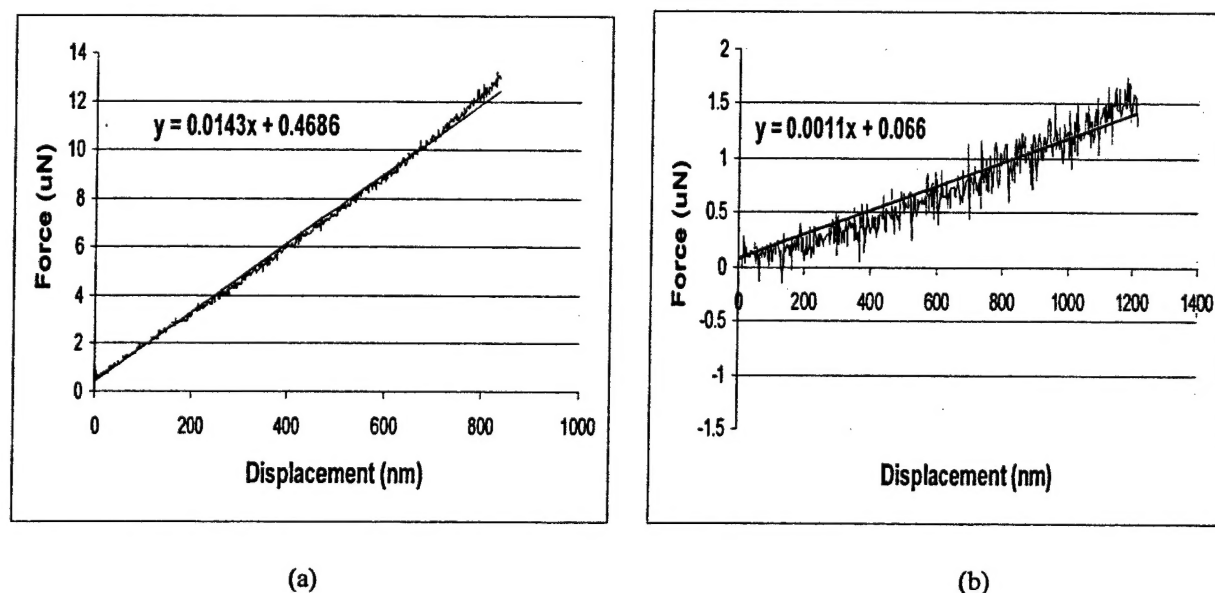 14
12
10
8
6
4
2
0
y = 0.0143x + 0.4686
Force (uN)
0 200 400 600 800 1000
Displacement (nm)
(a)
2
1.5
1
0.5
0
-0.5
-1
-1.5
y = 0.0011x + 0.066
Force (uN)
0 200 400 600 800 1000 1200 1400
Displacement (nm)
(b)